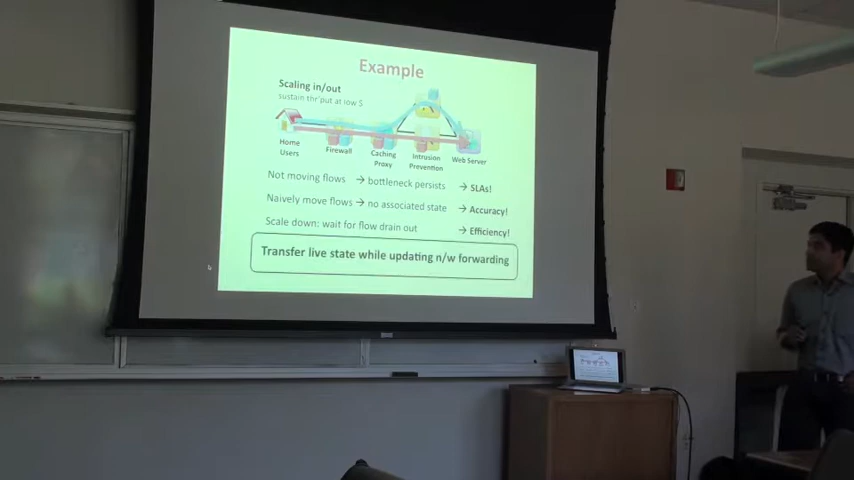 Example
Scaling in/out
sustain thr'put at low $
Home Users
Firewall
Caching Proxy
Intrusion Prevention
Web Server
Not moving flows → bottleneck persists → SLAs!
Naively move flows → no associated state → Accuracy!
Scale down: wait for flow drain out → Efficiency!
Transfer live state while updating n/w forwarding